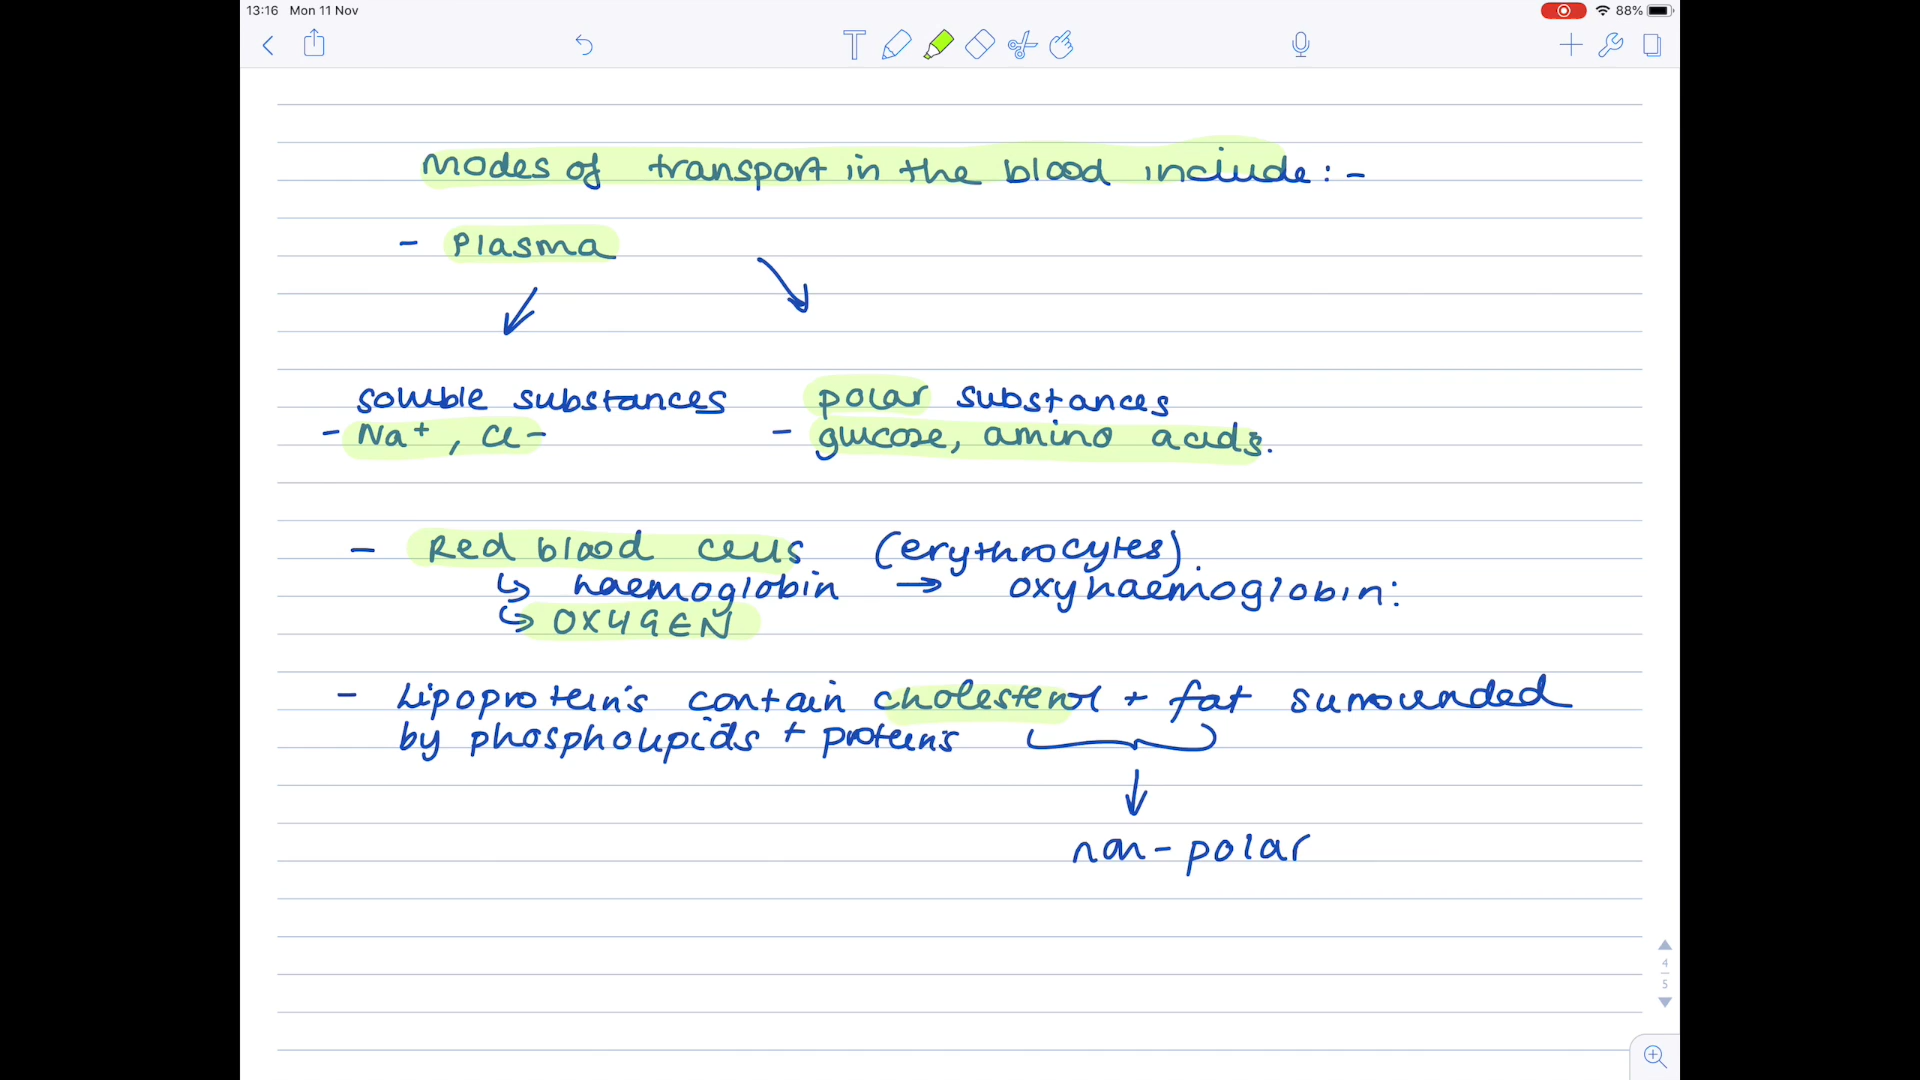 13:16 Mon 11 Nov
88%
T
modes of transport in the blood include:-
- Plasma
soluble substances polar substances
- Na+, Cl- - glucose, amino acids.
- Red blood cells (erythrocytes).
↳ haemoglobin → oxyhaemoglobin:
↳ OXYGEN
- Lipoprotein's contain cholesterol + fat surrounded
by phospholipids + proteins
non-polar
4
5